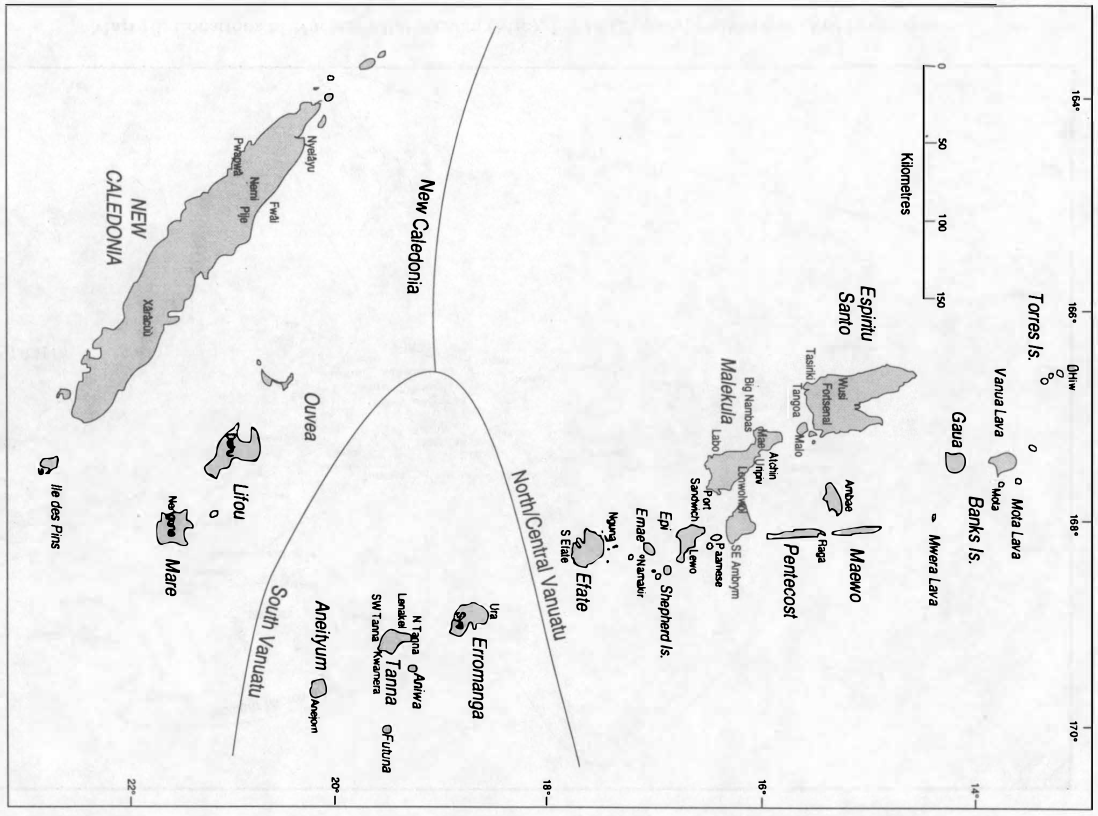 164°
166°
168°
170°
14°
16°
18°
20°
22°
0
50
100
150
Kilometres
Torres Is.
Hiw
Vanua Lava
Mota Lava
Mota
Banks Is.
Gaua
Mwera Lava
Espiritu
Santo
Wusi
Fortsenal
Tasiriki
Tangoa
Malo
Ambae
Maewo
Raga
Pentecost
Malekula
Big Nambas
Mae
Atchin
Unpiv
Labo
Port
Sandwich
Lonwolwol
SE Ambrym
Paamese
Lewo
Epi
Emae
Namakir
Shepherd Is.
Nguna
S Efate
Efate
North/Central Vanuatu
New Caledonia
South Vanuatu
Ura
Sye
Erromanga
N Tanna
Lenakel
SW Tanna
Kwamera
Tanna
Aniwa
Futuna
Aneityum
Anejom
NEW
CALEDONIA
Nyelâyu
Pwapwâ
Nemi
Fwâi
Pije
Xârâcùù
Ouvea
Lifou
Dehu
Mare
Nengone
Ile des Pins